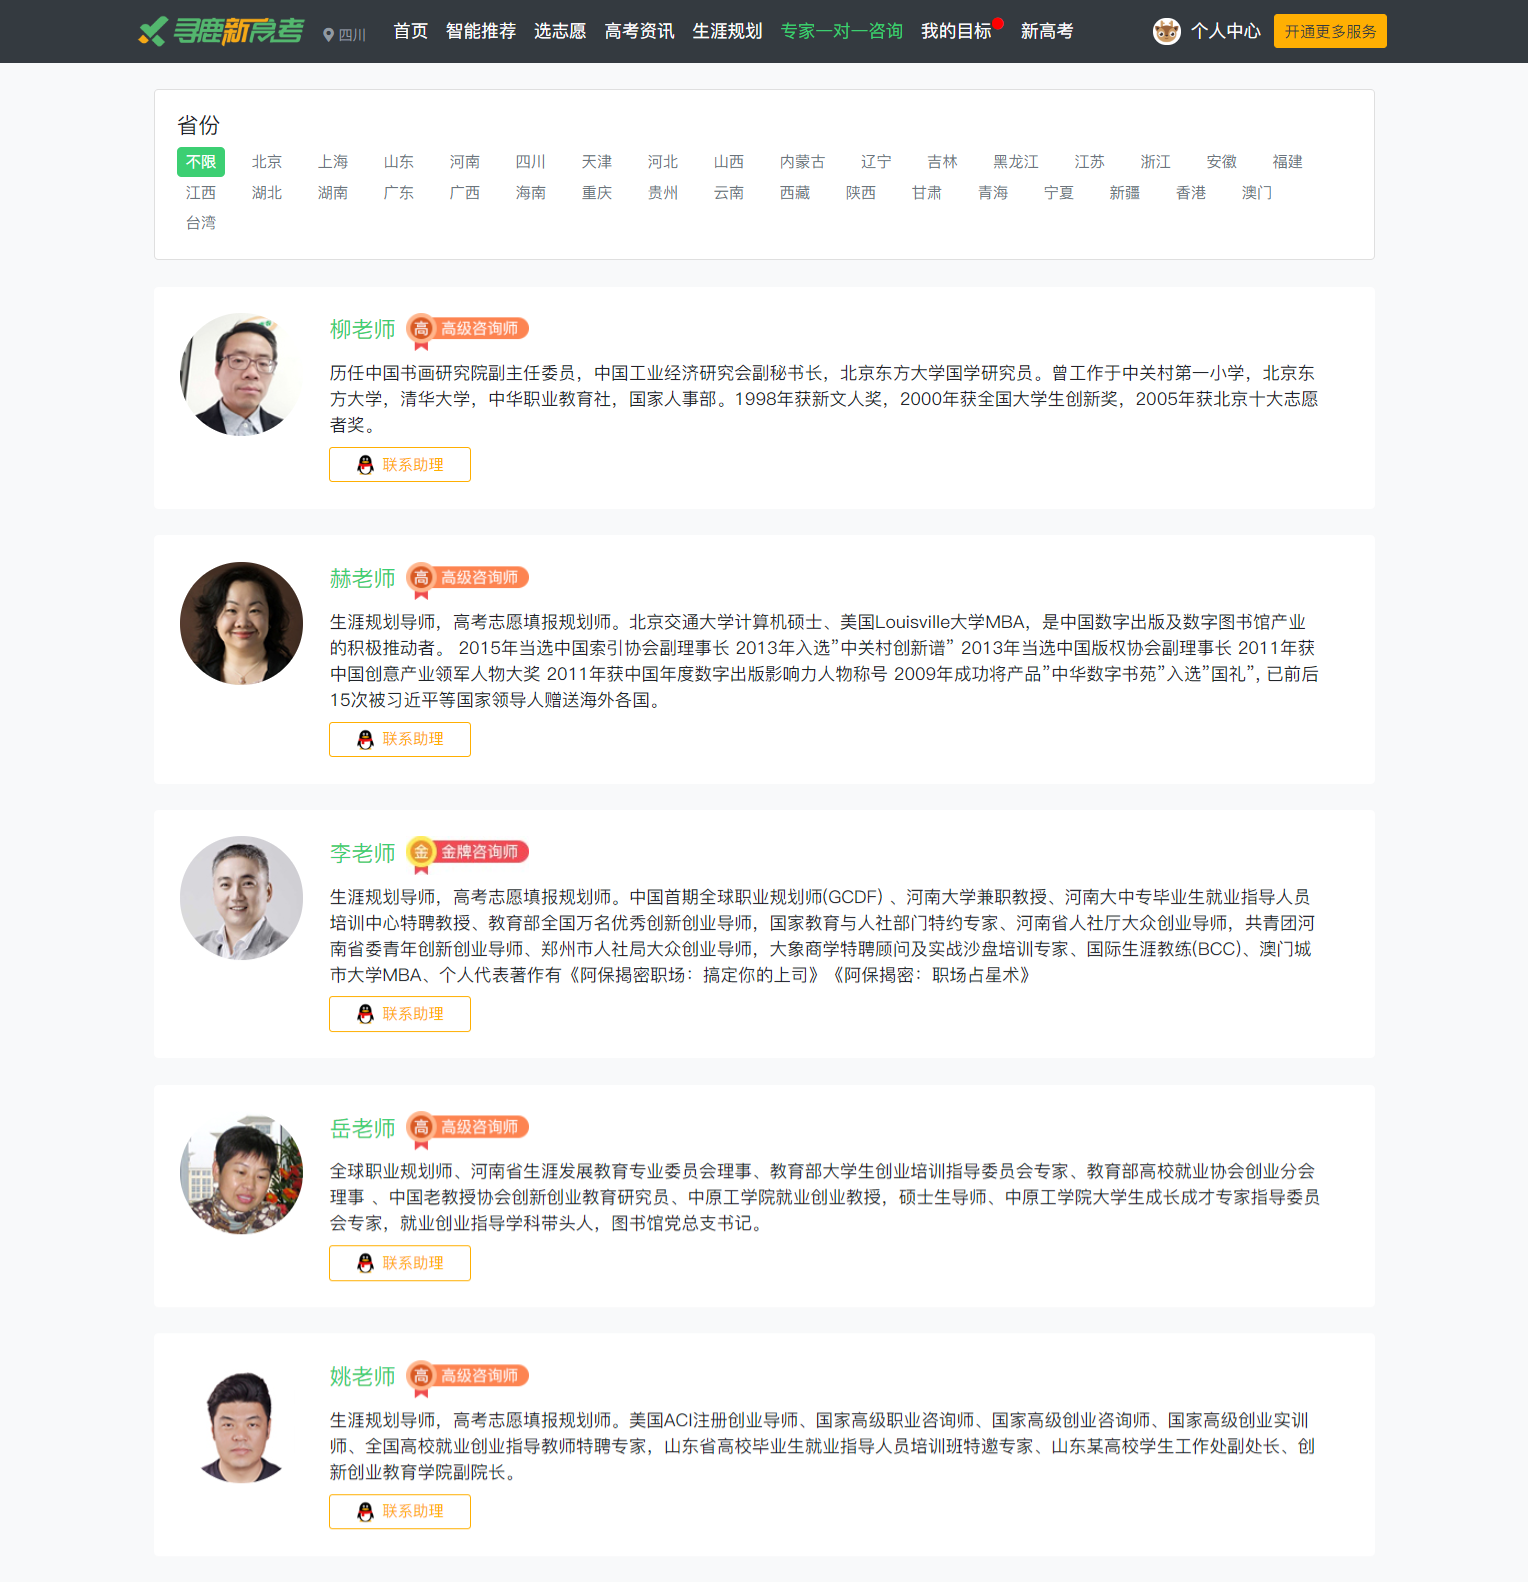 寻鹿新高考 四川 首页 智能推荐 选志愿 高考资讯 生涯规划 专家一对一咨询 我的目标 新高考 个人中心 开通更多服务
省份
不限 北京 上海 山东 河南 四川 天津 河北 山西 内蒙古 辽宁 吉林 黑龙江 江苏 浙江 安徽 福建
江西 湖北 湖南 广东 广西 海南 重庆 贵州 云南 西藏 陕西 甘肃 青海 宁夏 新疆 香港 澳门
台湾
柳老师 高 高级咨询师
历任中国书画研究院副主任委员，中国工业经济研究会副秘书长，北京东方大学国学研究员。曾工作于中关村第一小学，北京东
方大学，清华大学，中华职业教育社，国家人事部。1998年获新文人奖，2000年获全国大学生创新奖，2005年获北京十大志愿
者奖。
联系助理
赫老师 高 高级咨询师
生涯规划导师，高考志愿填报规划师。北京交通大学计算机硕士、美国Louisville大学MBA，是中国数字出版及数字图书馆产业
的积极推动者。 2015年当选中国索引协会副理事长 2013年入选”中关村创新谱” 2013年当选中国版权协会副理事长 2011年获
中国创意产业领军人物大奖 2011年获中国年度数字出版影响力人物称号 2009年成功将产品”中华数字书苑”入选”国礼”, 已前后
15次被习近平等国家领导人赠送海外各国。
联系助理
李老师 金 金牌咨询师
生涯规划导师，高考志愿填报规划师。中国首期全球职业规划师(GCDF) 、河南大学兼职教授、河南大中专毕业生就业指导人员
培训中心特聘教授、教育部全国万名优秀创新创业导师，国家教育与人社部门特约专家、河南省人社厅大众创业导师，共青团河
南省委青年创新创业导师、郑州市人社局大众创业导师，大象商学特聘顾问及实战沙盘培训专家、国际生涯教练(BCC)、澳门城
市大学MBA、个人代表著作有《阿保揭密职场：搞定你的上司》《阿保揭密：职场占星术》
联系助理
岳老师 高 高级咨询师
全球职业规划师、河南省生涯发展教育专业委员会理事、教育部大学生创业培训指导委员会专家、教育部高校就业协会创业分会
理事 、中国老教授协会创新创业教育研究员、中原工学院就业创业教授，硕士生导师、中原工学院大学生成长成才专家指导委员
会专家，就业创业指导学科带头人，图书馆党总支书记。
联系助理
姚老师 高 高级咨询师
生涯规划导师，高考志愿填报规划师。美国ACI注册创业导师、国家高级职业咨询师、国家高级创业咨询师、国家高级创业实训
师、全国高校就业创业指导教师特聘专家，山东省高校毕业生就业指导人员培训班特邀专家、山东某高校学生工作处副处长、创
新创业教育学院副院长。
联系助理